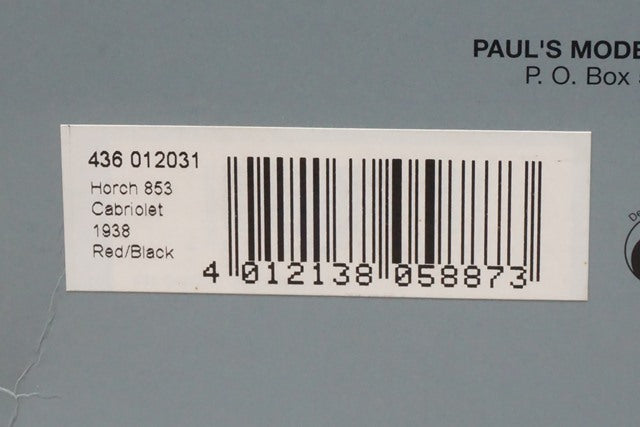 PAUL'S MODE
P. O. Box
436 012031
Horch 853
Cabriolet
1938
Red/Black
4 012138 058873